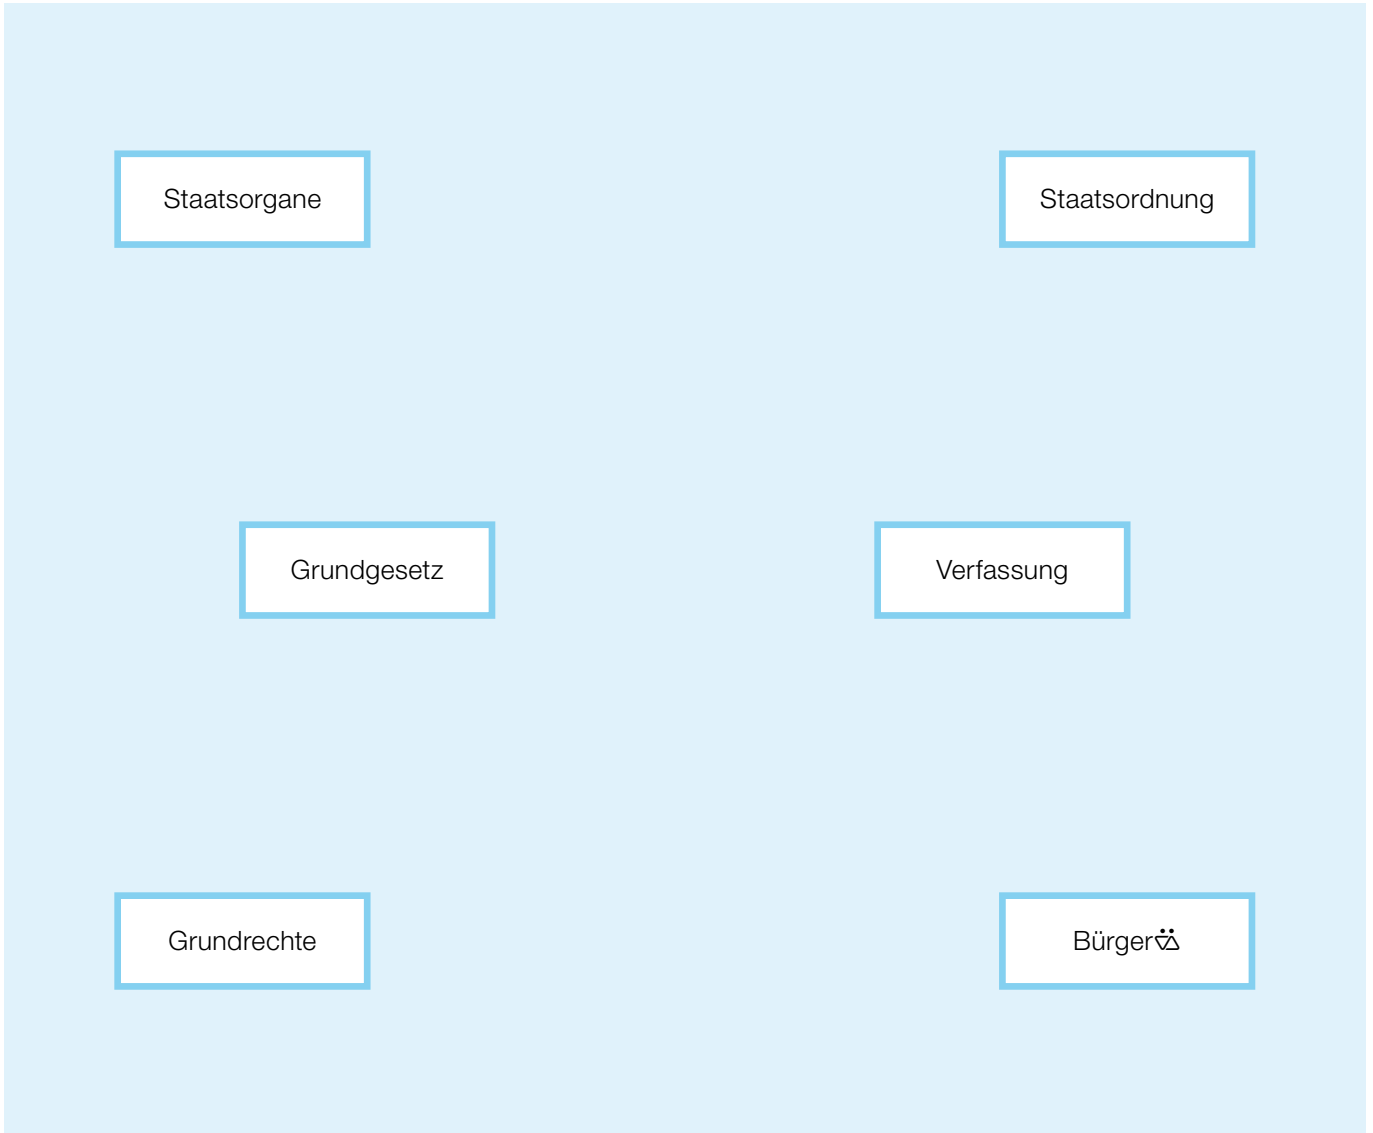 Staatsorgane
Staatsordnung
Grundgesetz
Verfassung
Grundrechte
Bürger